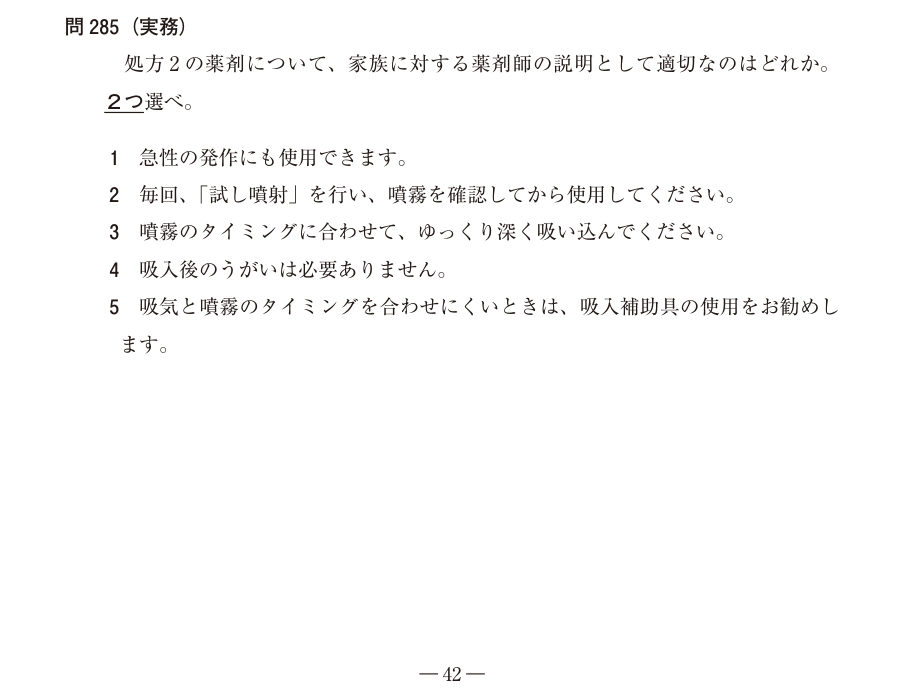 問 285（実務）
処方２の薬剤について、家族に対する薬剤師の説明として適切なのはどれか。
２つ選べ。
1　急性の発作にも使用できます。
2　毎回、「試し噴射」を行い、噴霧を確認してから使用してください。
3　噴霧のタイミングに合わせて、ゆっくり深く吸い込んでください。
4　吸入後のうがいは必要ありません。
5　吸気と噴霧のタイミングを合わせにくいときは、吸入補助具の使用をお勧めし
ます。
― 42 ―